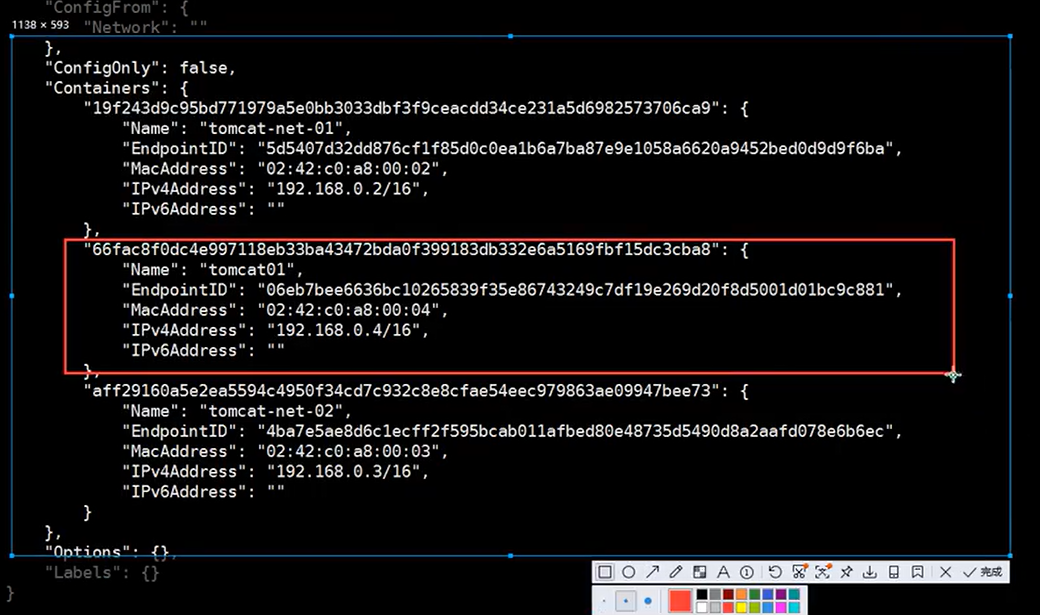 "ConfigFrom": {
1138 × 593
"Network": ""
},
"ConfigOnly": false,
"Containers": {
"19f243d9c95bd771979a5e0bb3033dbf3f9ceacdd34ce231a5d6982573706ca9": {
"Name": "tomcat-net-01",
"EndpointID": "5d5407d32dd876cf1f85d0c0ea1b6a7ba87e9e1058a6620a9452bed0d9d9f6ba",
"MacAddress": "02:42:c0:a8:00:02",
"IPv4Address": "192.168.0.2/16",
"IPv6Address": ""
},
"66fac8f0dc4e997118eb33ba43472bda0f399183db332e6a5169fbf15dc3cba8": {
"Name": "tomcat01",
"EndpointID": "06eb7bee6636bc10265839f35e86743249c7df19e269d20f8d5001d01bc9c881",
"MacAddress": "02:42:c0:a8:00:04",
"IPv4Address": "192.168.0.4/16",
"IPv6Address": ""
},
"aff29160a5e2ea5594c4950f34cd7c932c8e8cfae54eec979863ae09947bee73": {
"Name": "tomcat-net-02",
"EndpointID": "4ba7e5ae8d6c1ecff2f595bcab011afbed80e48735d5490d8a2aafd078e6b6ec",
"MacAddress": "02:42:c0:a8:00:03",
"IPv4Address": "192.168.0.3/16",
"IPv6Address": ""
}
},
"Options": {},
"Labels": {}
}
完成